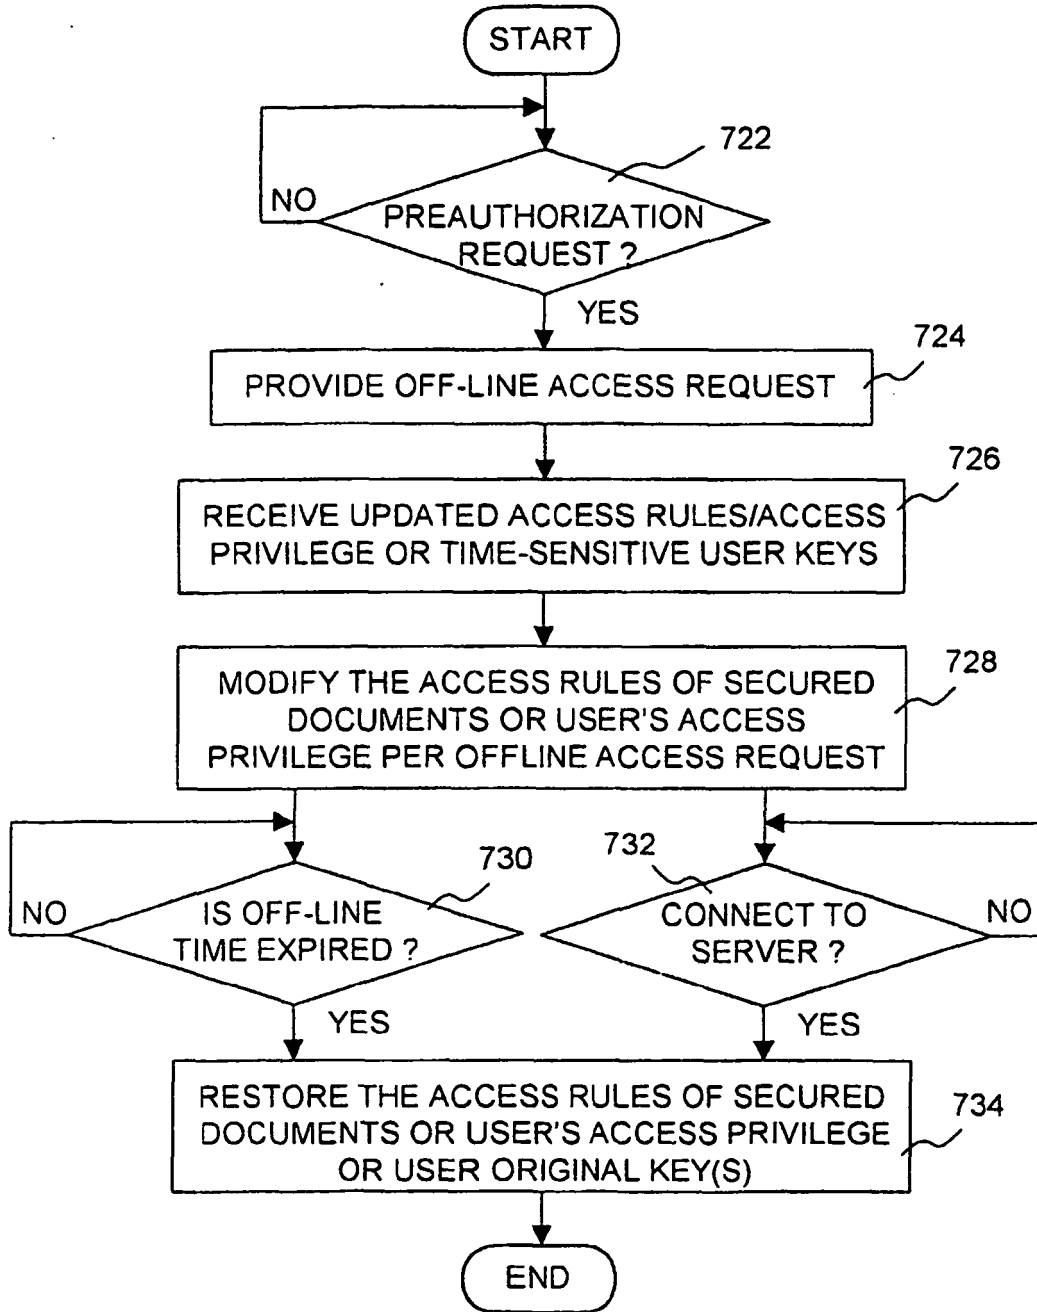 START
722
NO
PREAUTHORIZATION
REQUEST ?
YES
724
PROVIDE OFF-LINE ACCESS REQUEST
726
RECEIVE UPDATED ACCESS RULES/ACCESS
PRIVILEGE OR TIME-SENSITIVE USER KEYS
728
MODIFY THE ACCESS RULES OF SECURED
DOCUMENTS OR USER'S ACCESS
PRIVILEGE PER OFFLINE ACCESS REQUEST
730
NO
IS OFF-LINE
TIME EXPIRED ?
YES
732
CONNECT TO
SERVER ?
NO
YES
734
RESTORE THE ACCESS RULES OF SECURED
DOCUMENTS OR USER'S ACCESS PRIVILEGE
OR USER ORIGINAL KEY(S)
END